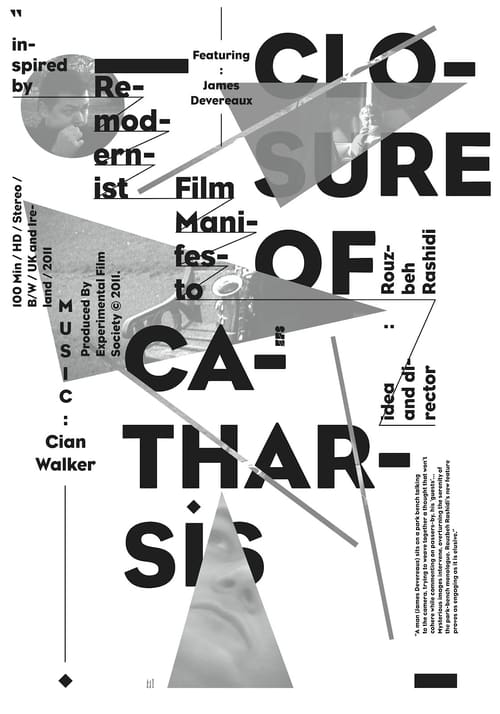 in-
spired
by
Re-
mod-
ern-
ist
Film
Mani-
fes-
to
Featuring
:
James
Devereaux
CLO-
SURE
OF
CA-
THAR-
SiS
EFS
Rouz-
beh
Rashidi
:
idea
and di-
rector
100 Min / HD / Stereo /
B/W / UK and Ire-
land / 2011
Produced By
Experimental Film
Society © 2011.
MUSIC
:
Cian
Walker
"A man (James Devereaux) sits on a park bench talking
to the camera, trying to weave together a thought that won't
cohere while commenting on passers-by, his 'guests'...
Mysterious images intervene, overturning the serenity of
the park-bench monologue. Rouzbeh Rashidi's new feature
proves as engaging as it is elusive."